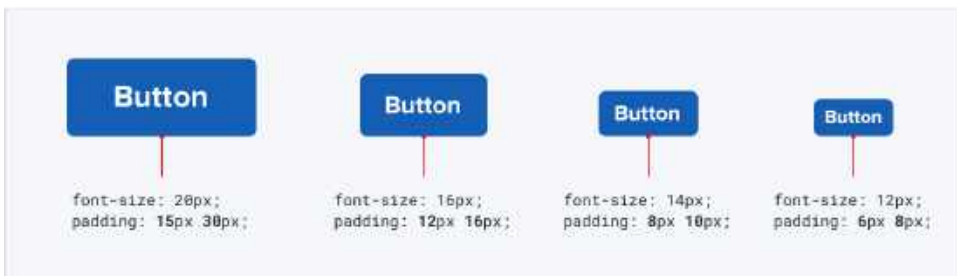 Button
font-size: 20px;
padding: 15px 30px;
Button
font-size: 16px;
padding: 12px 16px;
Button
font-size: 14px;
padding: 8px 10px;
Button
font-size: 12px;
padding: 6px 8px;